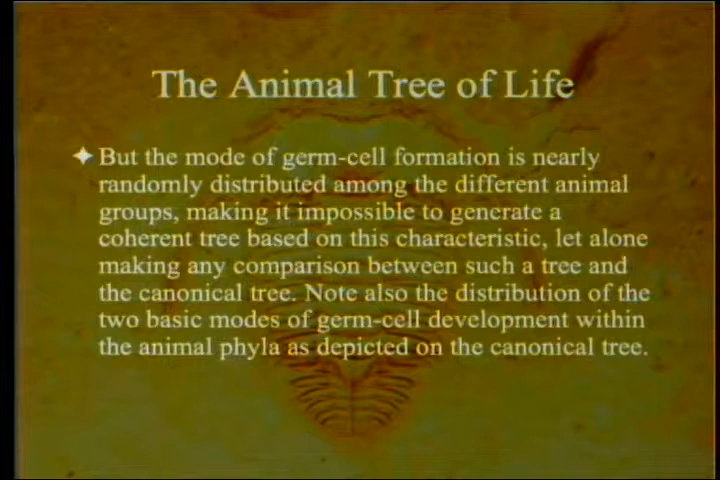 The Animal Tree of Life
But the mode of germ-cell formation is nearly
randomly distributed among the different animal
groups, making it impossible to generate a
coherent tree based on this characteristic, let alone
making any comparison between such a tree and
the canonical tree. Note also the distribution of the
two basic modes of germ-cell development within
the animal phyla as depicted on the canonical tree.